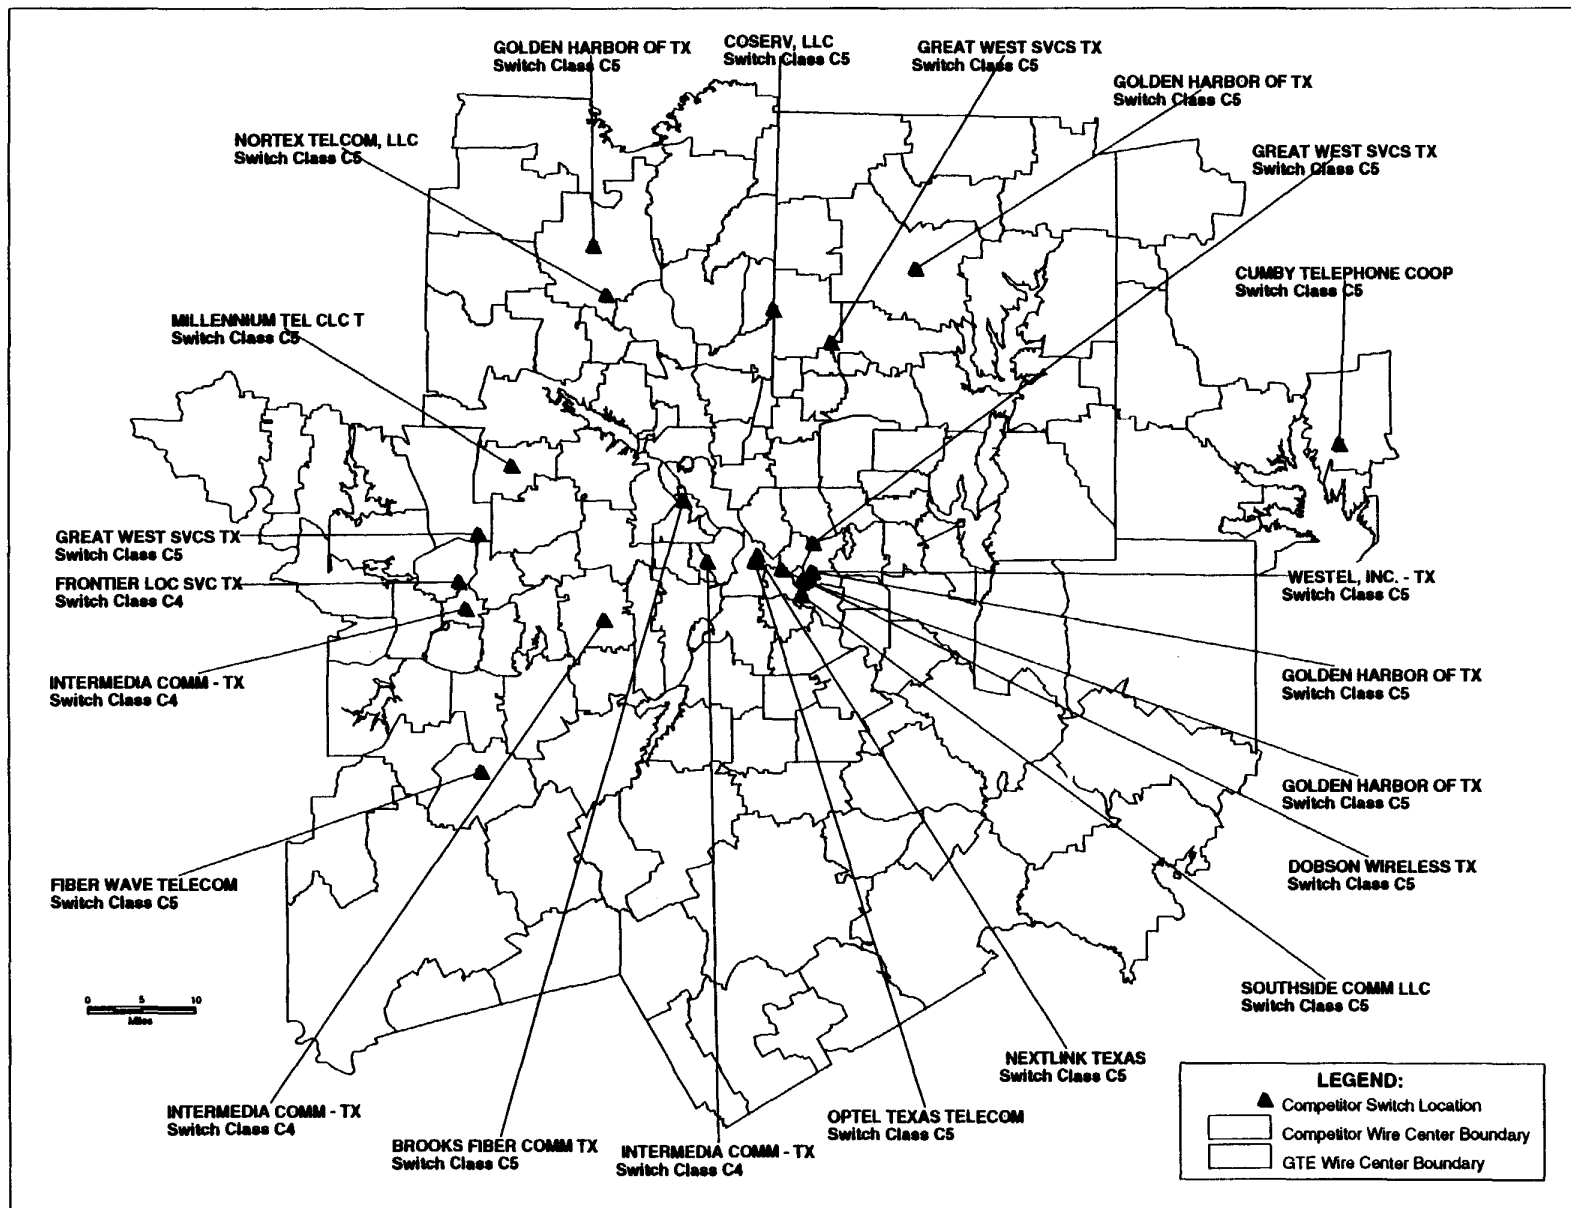 GOLDEN HARBOR OF TX
Switch Class C5
COSERV, LLC
Switch Class C5
GREAT WEST SVCS TX
Switch Class C5
GOLDEN HARBOR OF TX
Switch Class C5
NORTEX TELCOM, LLC
Switch Class C5
GREAT WEST SVCS TX
Switch Class C5
CUMBY TELEPHONE COOP
Switch Class C5
MILLENNIUM TEL CLC T
Switch Class C5
GREAT WEST SVCS TX
Switch Class C5
FRONTIER LOC SVC TX
Switch Class C4
WESTEL, INC. - TX
Switch Class C5
INTERMEDIA COMM - TX
Switch Class C4
GOLDEN HARBOR OF TX
Switch Class C5
GOLDEN HARBOR OF TX
Switch Class C5
FIBER WAVE TELECOM
Switch Class C5
DOBSON WIRELESS TX
Switch Class C5
SOUTHSIDE COMM LLC
Switch Class C5
0 5 10
Miles
NEXTLINK TEXAS
Switch Class C5
INTERMEDIA COMM - TX
Switch Class C4
BROOKS FIBER COMM TX
Switch Class C5
INTERMEDIA COMM - TX
Switch Class C4
OPTEL TEXAS TELECOM
Switch Class C5
LEGEND:
Competitor Switch Location
Competitor Wire Center Boundary
GTE Wire Center Boundary